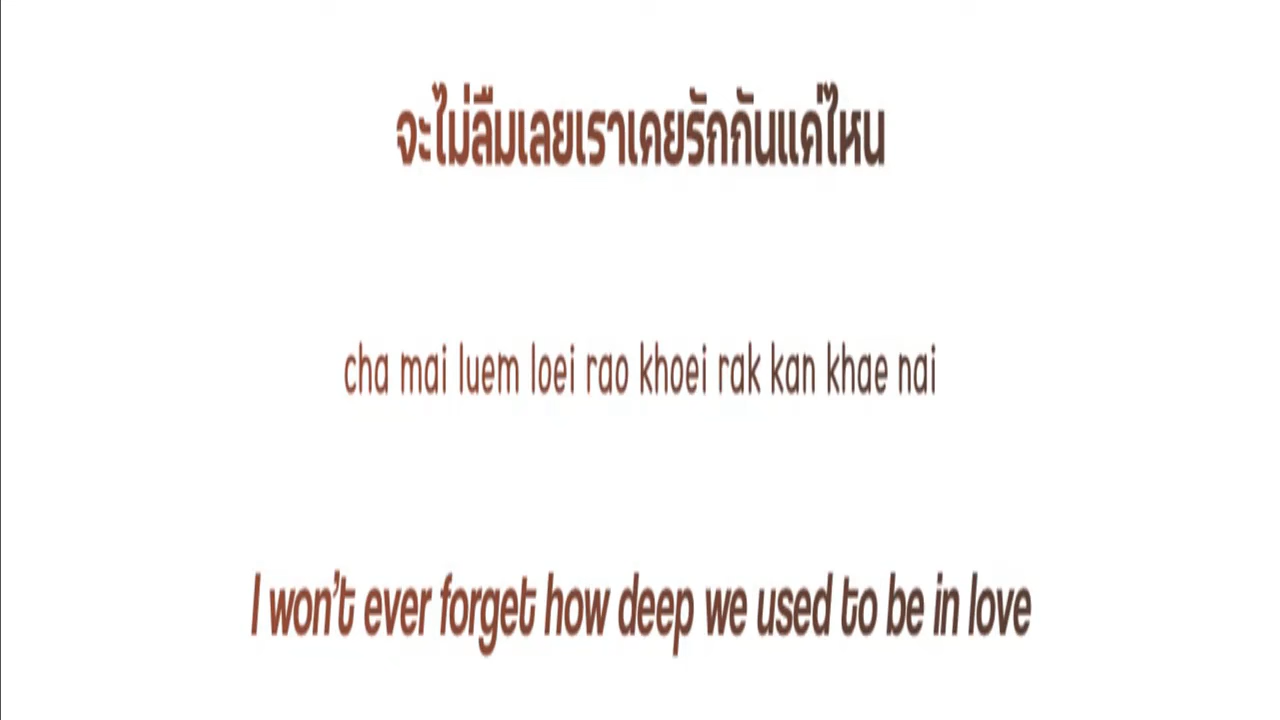 จะไม่ลืมเลยเราเคยรักกันแค่ไหน
cha mai luem loei rao khoei rak kan khae nai
I won't ever forget how deep we used to be in love